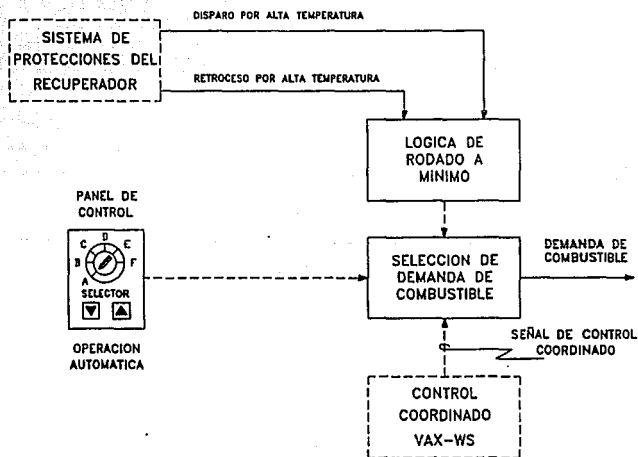 DISPARO POR ALTA TEMPERATURA
SISTEMA DE
PROTECCIONES DEL
RECUPERADOR
RETROCESO POR ALTA TEMPERATURA
LOGICA DE
RODADO A
MINIMO
PANEL DE
CONTROL
A B C D E F
SELECTOR
OPERACION
AUTOMATICA
SELECCION DE
DEMANDA DE
COMBUSTIBLE
DEMANDA DE
COMBUSTIBLE
SEÑAL DE CONTROL
COORDINADO
CONTROL
COORDINADO
VAX-WS